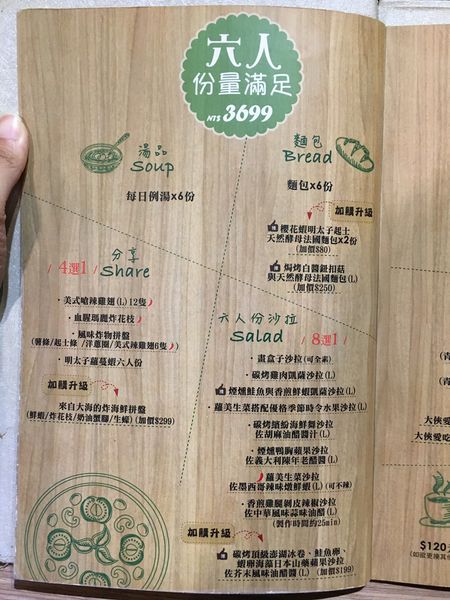 六人
份量滿足
NT$ 3699
湯品
Soup
每日例湯x6份
麵包
Bread
麵包x6份
加購升級
櫻花蝦明太子起士
天然酵母法國麵包x2份
(加價$80)
焗烤白醬鈕扣菇
與天然酵母法國麵包(L)
(加價$250)
分享
/ 4選1 / Share
·美式嗆辣雞翅(L)12隻
·血腥瑪麗炸花枝
·風味炸物拼盤
(薯條/起士條 /洋蔥圈/美式辣雞翅6隻)
·明太子蘿蔓蝦六人份
加購升級
來自大海的炸海鮮拼盤
(鮮蝦/炸花枝/奶油蟹腳/生蠔)(加價$299)
六人份沙拉
Salad / 8選1 /
·畫盒子沙拉(可全素)
·碳烤雞肉凱薩沙拉(L)
煙燻鮭魚與香煎鮮蝦凱薩沙拉(L)
·蘿美生菜搭配優格季節時令水果沙拉(L)
·碳烤繽紛海鮮舞沙拉
佐胡麻油醋醬汁(L)
·煙燻鴨胸蘋果沙拉
佐義大利陳年老醋醬(L)
蘿美生菜沙拉
佐墨西哥辣味燉鮮蝦(L)(可不辣)
·香煎雞腿剝皮辣椒沙拉
佐中華風味蒜味油醋(L)
(製作時間約25min)
加購升級
碳烤頂級澎湖冰卷、鮭魚卵、
蝦卵海藻日本山藥蘋果沙拉
佐芥末風味油醋醬(L)(加價$199)
大俠
大俠愛吃
$120